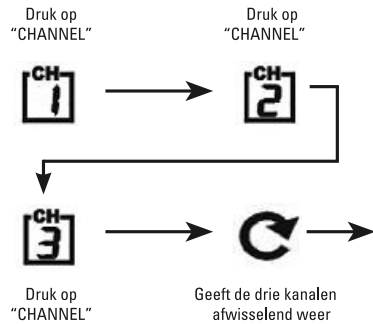 Druk op
"CHANNEL"
Druk op
"CHANNEL"
CH
1
CH
2
CH
3
Druk op
"CHANNEL"
Geeft de drie kanalen
afwisselend weer